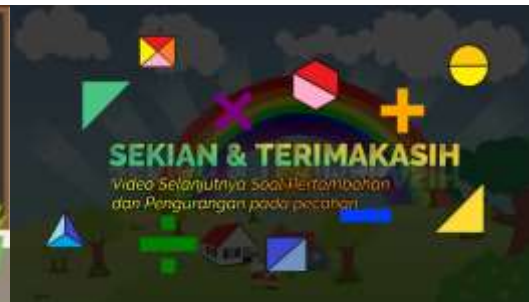 SEKIAN & TERIMAKASIH
Video Selanjutnya Soal Pertambahan
dan Pengurangan pada pecahan